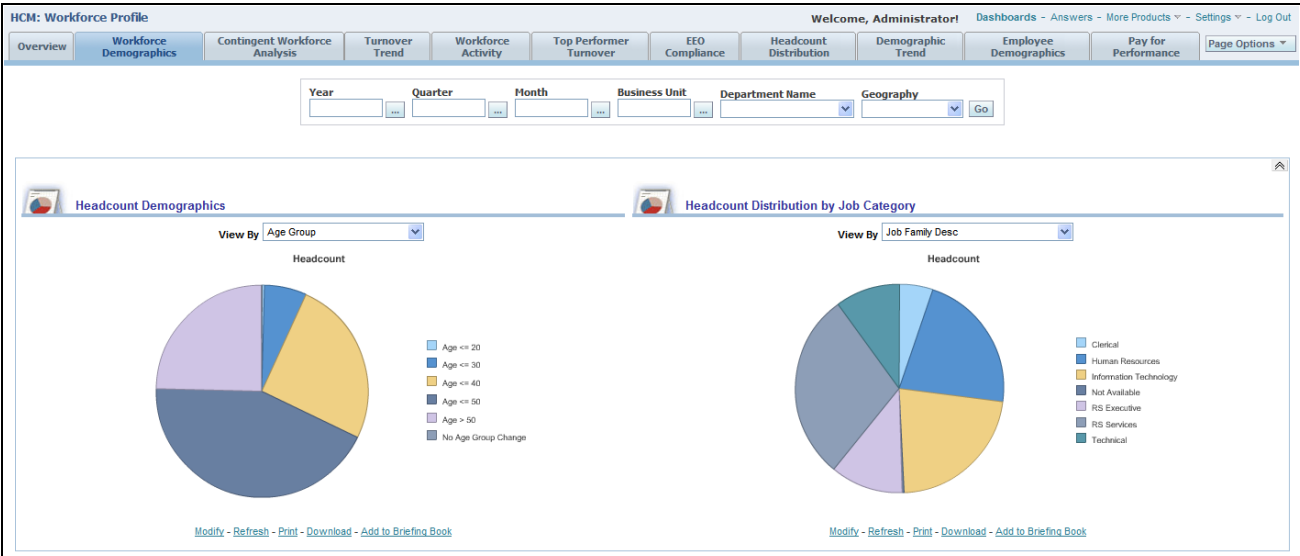 HCM: Workforce Profile
Welcome, Administrator! Dashboards - Answers - More Products - Settings - Log Out
Overview
Workforce
Demographics
Contingent Workforce
Analysis
Turnover
Trend
Workforce
Activity
Top Performer
Turnover
EEO
Compliance
Headcount
Distribution
Demographic
Trend
Employee
Demographics
Pay for
Performance
Page Options
Year
Quarter
Month
Business Unit
Department Name
Geography
...
...
...
...
Go
Headcount Demographics
View By Age Group
Headcount
Age <= 20
Age <= 30
Age <= 40
Age <= 50
Age > 50
No Age Group Change
Modify - Refresh - Print - Download - Add to Briefing Book
Headcount Distribution by Job Category
View By Job Family Desc
Headcount
Clerical
Human Resources
Information Technology
Not Available
RS Executive
RS Services
Technical
Modify - Refresh - Print - Download - Add to Briefing Book